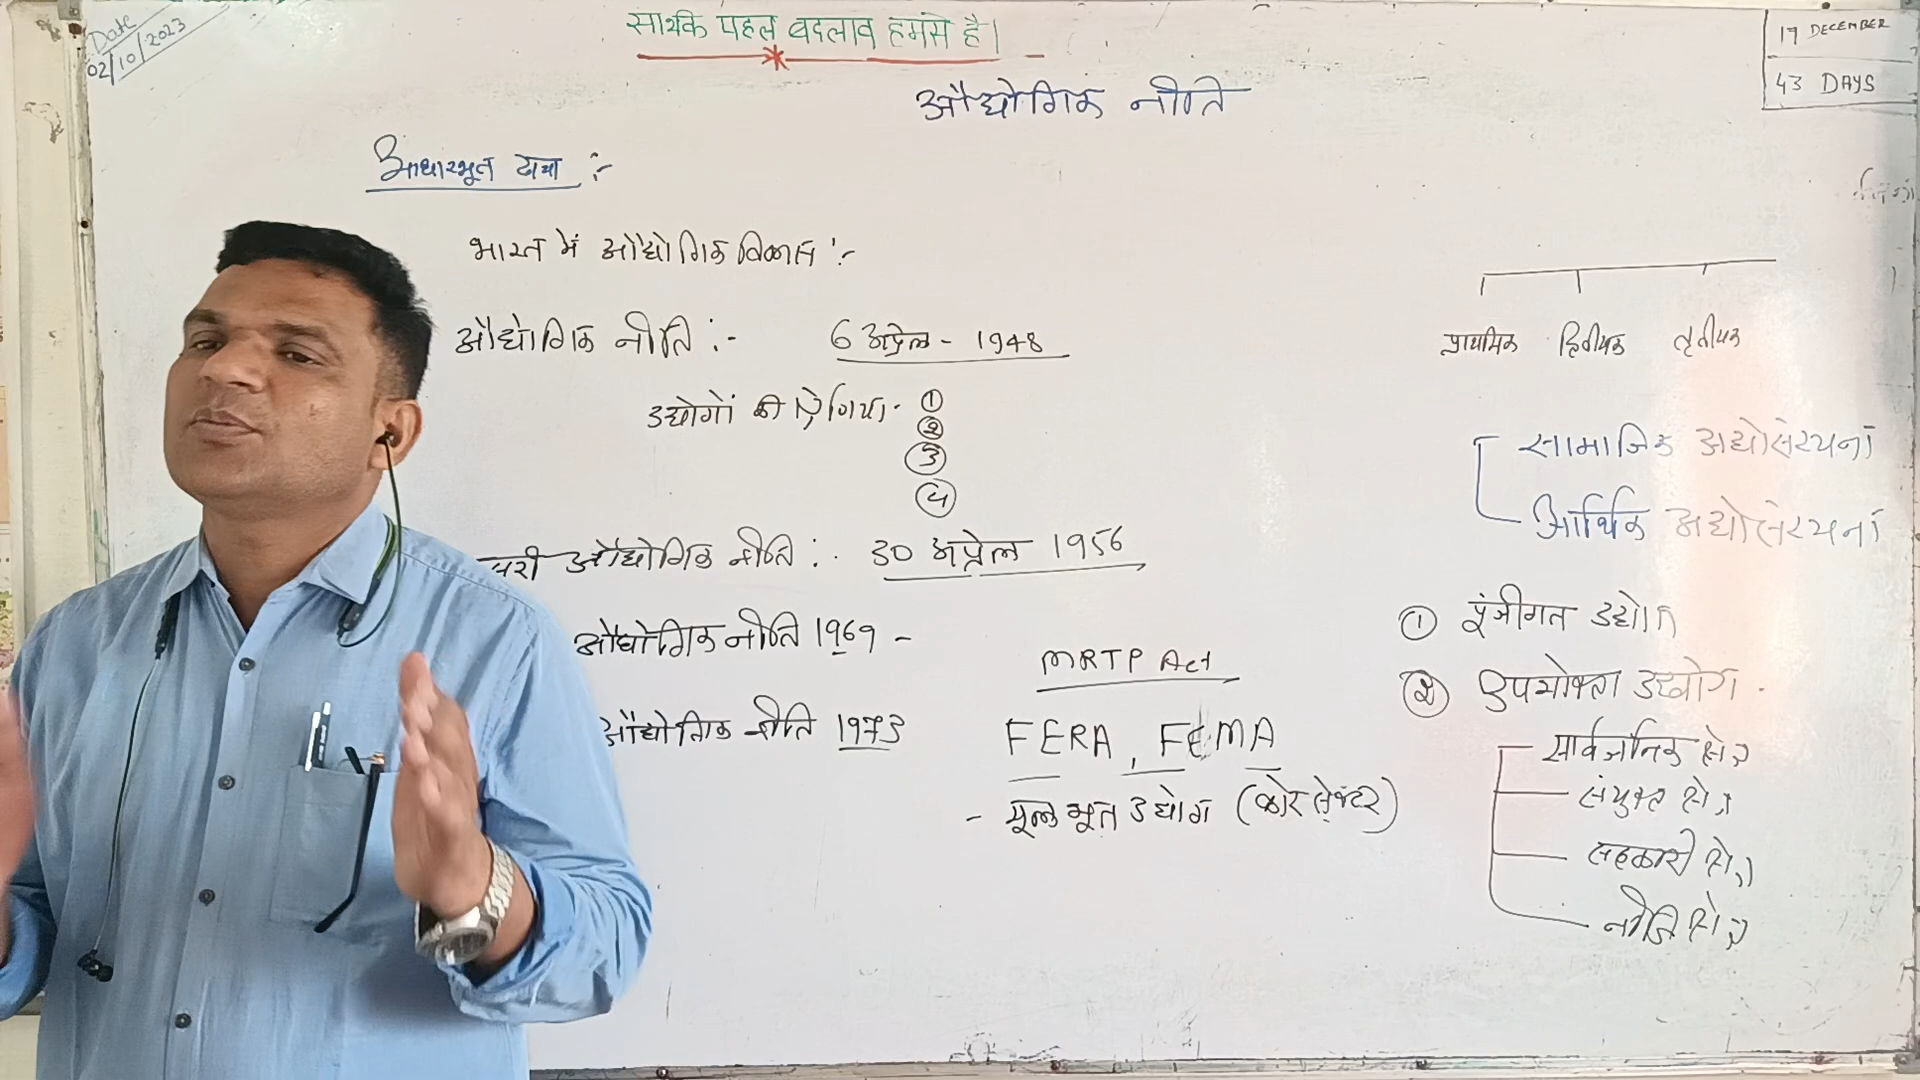 Date
02/10/2023
सार्थक पहल बदलाव हमसे है।
17 DECEMBER
43 DAYS
औद्योगिक नीति
आधारभूत ढाचा :-
भारत में औद्योगिक विकास :-
औद्योगिक नीति :- 6 अप्रेल - 1948
उद्योगों की श्रेणियां- ①
②
③
④
सरी औद्योगिक नीति :- 30 अप्रेल 1956
औद्योगिक नीति 1969 -
MRTP Act
औद्योगिक नीति 1973
FERA, FEMA
- मूलभूत उद्योग (कोर सेक्टर)
प्राथमिक द्वितीयक तृतीयक
सामाजिक अद्योसंरचनां
आर्थिक अद्योसंरचनां
① पूंजीगत उद्योग
② उपभोक्ता उद्योग.
सार्वजनिक क्षेत्र
संयुक्त क्षेत्र
सहकारी क्षेत्र
नीजि क्षेत्र